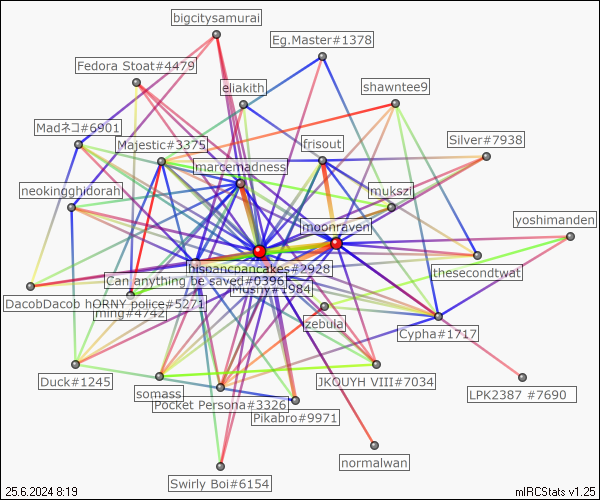 bigcitysamurai
Eg.Master#1378
Fedora Stoat#4479
eliakith
shawntee9
Madネコ#6901
Majestic#3375
frisout
Silver#7938
marcemadness
neokingghidorah
mukszi
yoshimanden
moonraven
hispancpancakes#2928
thesecondtwat
Can anything be saved#0396
DacobDacob hORNY police#5271
ming#4742
zebula
Cypha#1717
Duck#1245
somass
JKOUYH VIII#7034
LPK2387 #7690
Pocket Persona#3326
Pikabro#9971
normalwan
Swirly Boi#6154
25.6.2024 8:19
mIRCStats v1.25